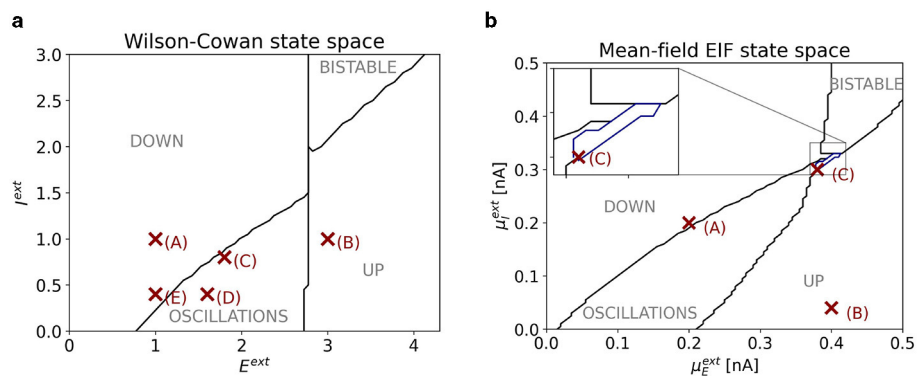 a
Wilson-Cowan state space
3.0
2.5
2.0
1.5
1.0
0.5
0.0
I^ext
BISTABLE
DOWN
(A)
(B)
(C)
UP
(E)
(D)
OSCILLATIONS
0 1 2 3 4
E^ext
b
Mean-field EIF state space
0.5
0.4
0.3
0.2
0.1
0.0
μ_I^ext [nA]
BISTABLE
(C)
(C)
DOWN
(A)
UP
OSCILLATIONS
(B)
0.0 0.1 0.2 0.3 0.4 0.5
μ_E^ext [nA]